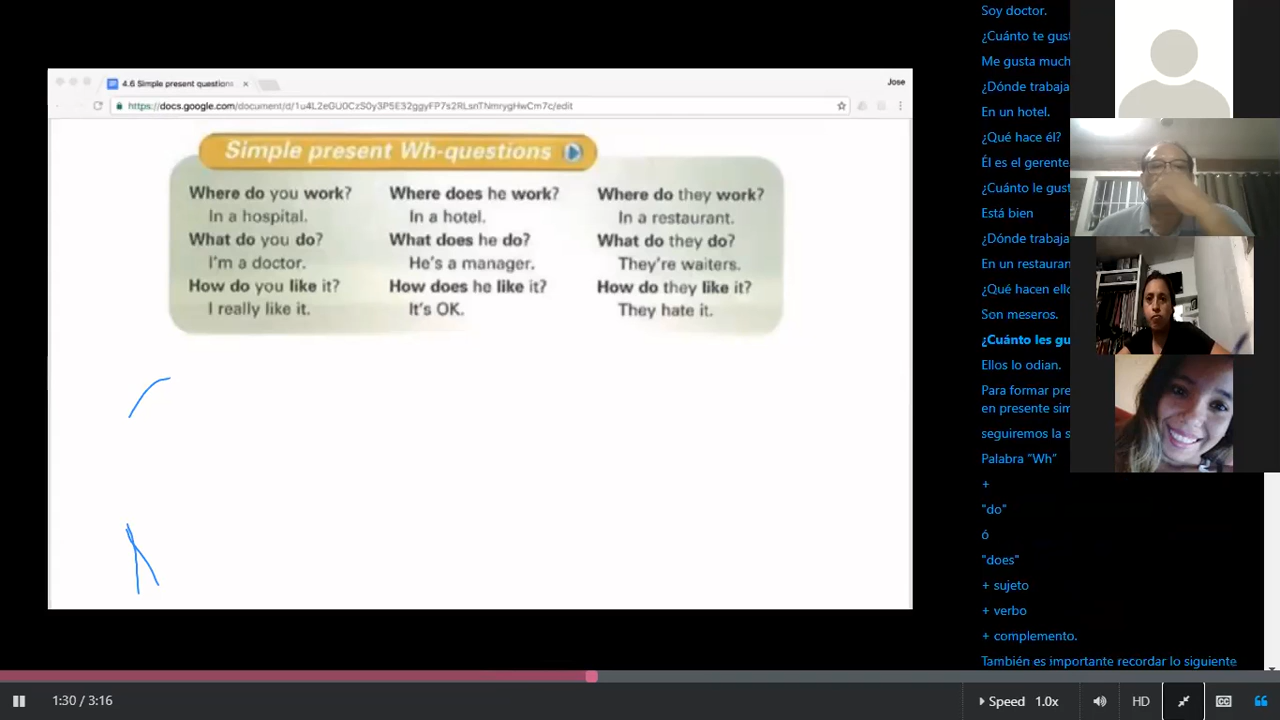 4.6 Simple present questions
Jose
https://docs.google.com/document/d/1u4L2eGU0CzS0y3P5E32ggyFP7s2RLsnTNmrygHwCm7c/edit
Simple present Wh-questions
Where do you work? Where does he work? Where do they work?
In a hospital. In a hotel. In a restaurant.
What do you do? What does he do? What do they do?
I'm a doctor. He's a manager. They're waiters.
How do you like it? How does he like it? How do they like it?
I really like it. It's OK. They hate it.
Soy doctor.
¿Cuánto te gust
Me gusta much
¿Dónde trabaja
En un hotel.
¿Qué hace él?
Él es el gerente
¿Cuánto le gust
Está bien
¿Dónde trabaja
En un restauran
¿Qué hacen ello
Son meseros.
¿Cuánto les gu
Ellos lo odian.
Para formar pre
en presente sim
seguiremos la s
Palabra "Wh"
+
"do"
ó
"does"
+ sujeto
+ verbo
+ complemento.
También es importante recordar lo siguiente
1:30 / 3:16
Speed 1.0x
HD
CC